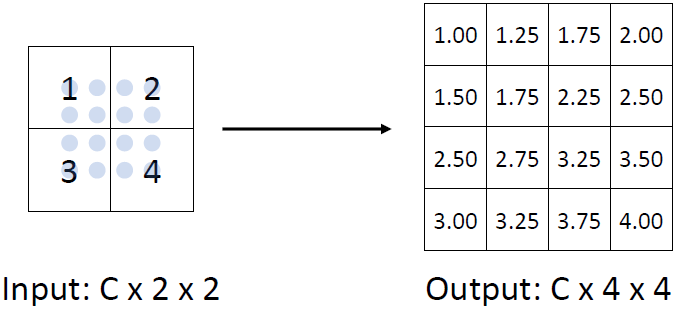 1 2
3 4
1.00 1.25 1.75 2.00
1.50 1.75 2.25 2.50
2.50 2.75 3.25 3.50
3.00 3.25 3.75 4.00
Input: C x 2 x 2
Output: C x 4 x 4